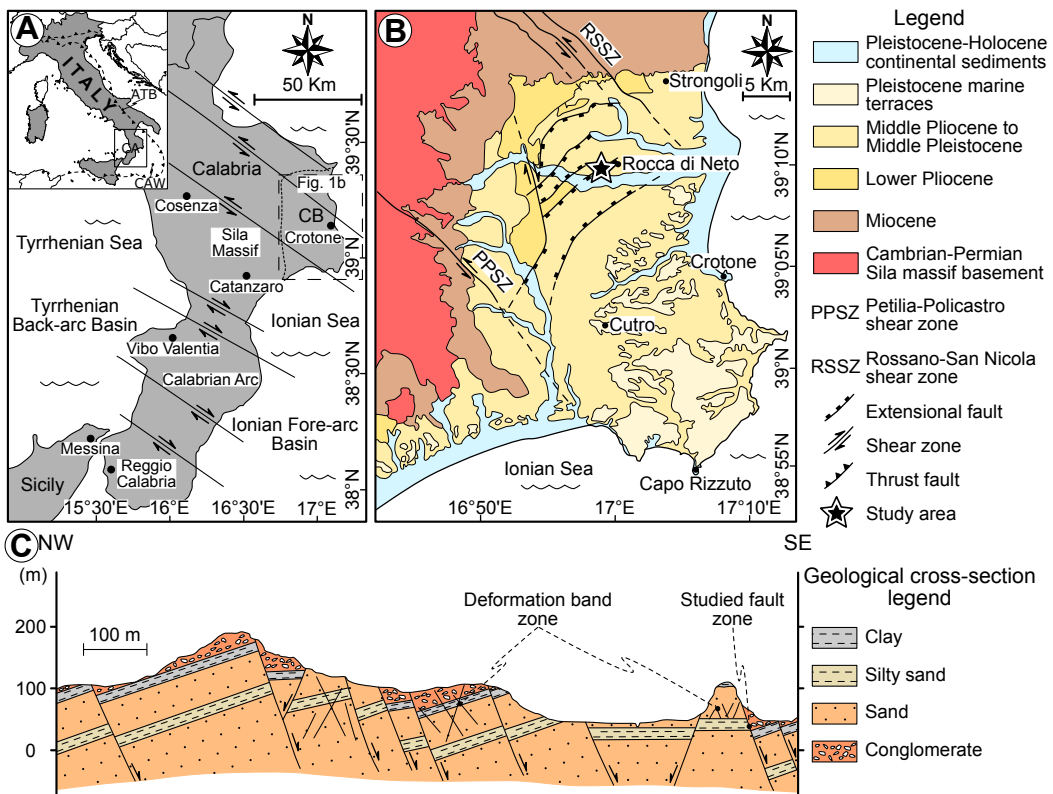 A
ITALY
ATB
CA
CAW
N
50 Km
39°30'N
39°N
38°30'N
38°N
Calabria
Fig. 1b
Cosenza
CB
Crotone
Sila
Massif
Catanzaro
Tyrrhenian Sea
Tyrrhenian
Back-arc Basin
Ionian Sea
Vibo Valentia
Calabrian Arc
Ionian Fore-arc
Basin
Messina
Reggio
Calabria
Sicily
15°30'E
16°E
16°30'E
17°E
B
N
5 Km
RSSZ
Strongoli
Rocca di Neto
39°10'N
PPSZ
Crotone
39°05'N
Cutro
39°N
Ionian Sea
Capo Rizzuto
38°55'N
16°50'E
17°E
17°10'E
Legend
Pleistocene-Holocene
continental sediments
Pleistocene marine
terraces
Middle Pliocene to
Middle Pleistocene
Lower Pliocene
Miocene
Cambrian-Permian
Sila massif basement
PPSZ Petilia-Policastro
shear zone
RSSZ Rossano-San Nicola
shear zone
Extensional fault
Shear zone
Thrust fault
Study area
C
NW
SE
(m)
200
100
0
100 m
Deformation band
zone
Studied fault
zone
Geological cross-section
legend
Clay
Silty sand
Sand
Conglomerate